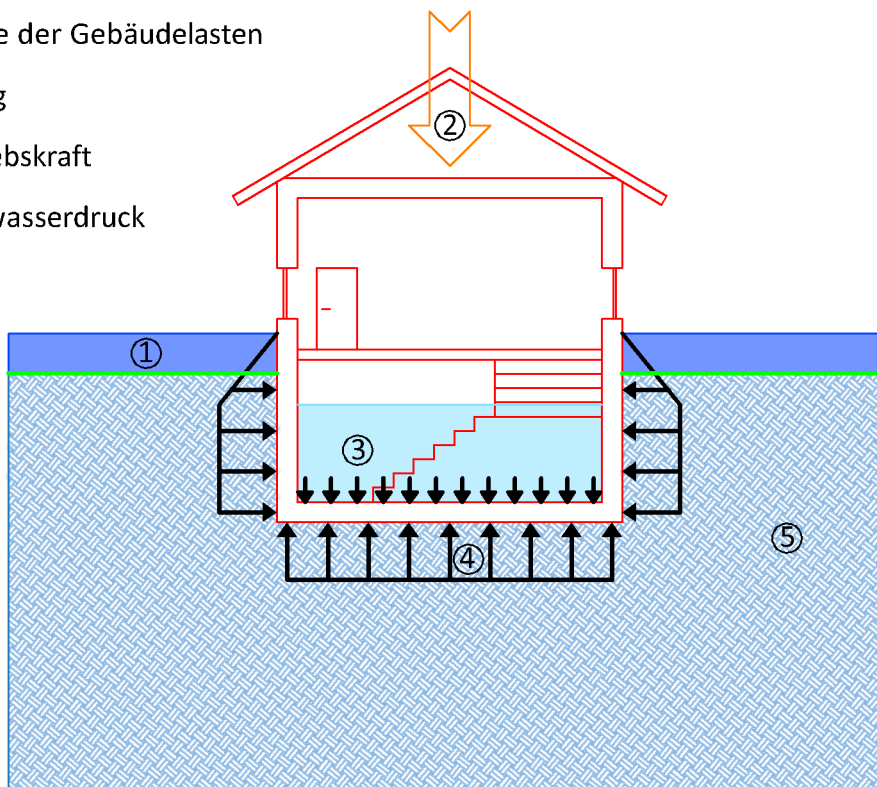 e der Gebäudelasten
g
ebskraft
wasserdruck
②
①
③
④
⑤